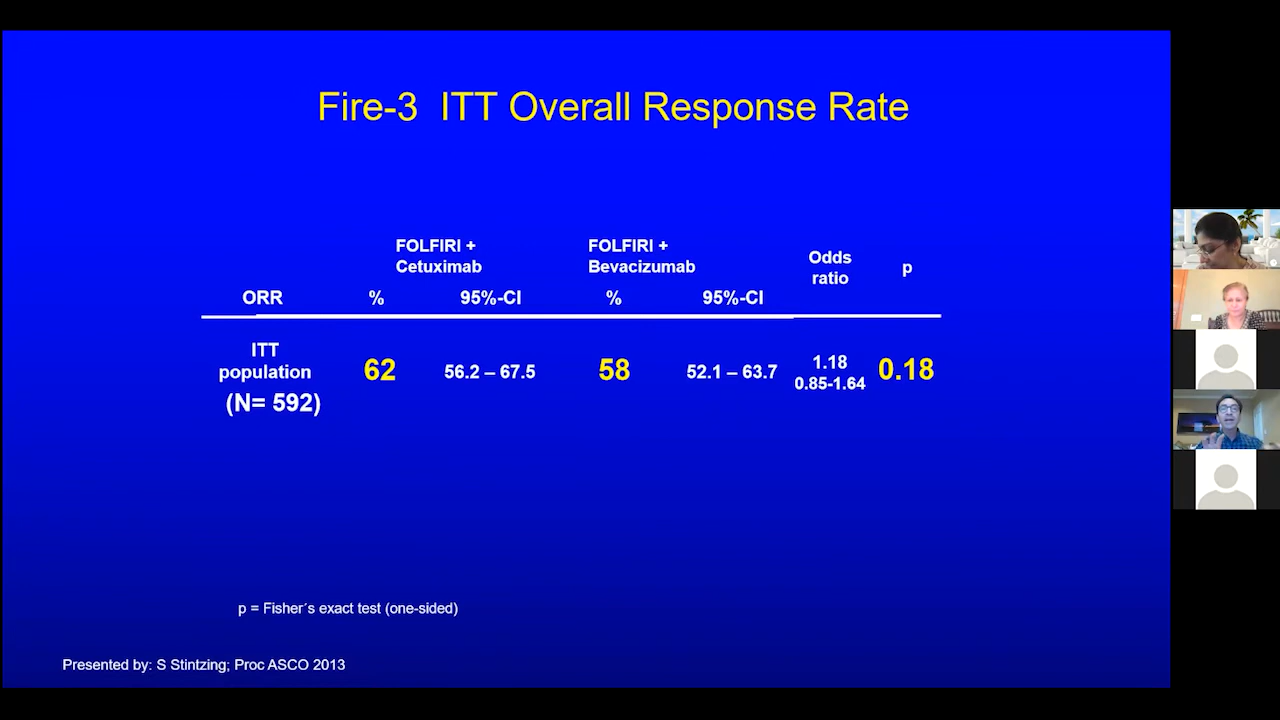 Fire-3 ITT Overall Response Rate
FOLFIRI +
Cetuximab
FOLFIRI +
Bevacizumab
Odds
ratio
p
ORR
%
95%-CI
%
95%-CI
ITT
population
(N= 592)
62
56.2 – 67.5
58
52.1 – 63.7
1.18
0.85-1.64
0.18
p = Fisher´s exact test (one-sided)
Presented by: S Stintzing; Proc ASCO 2013